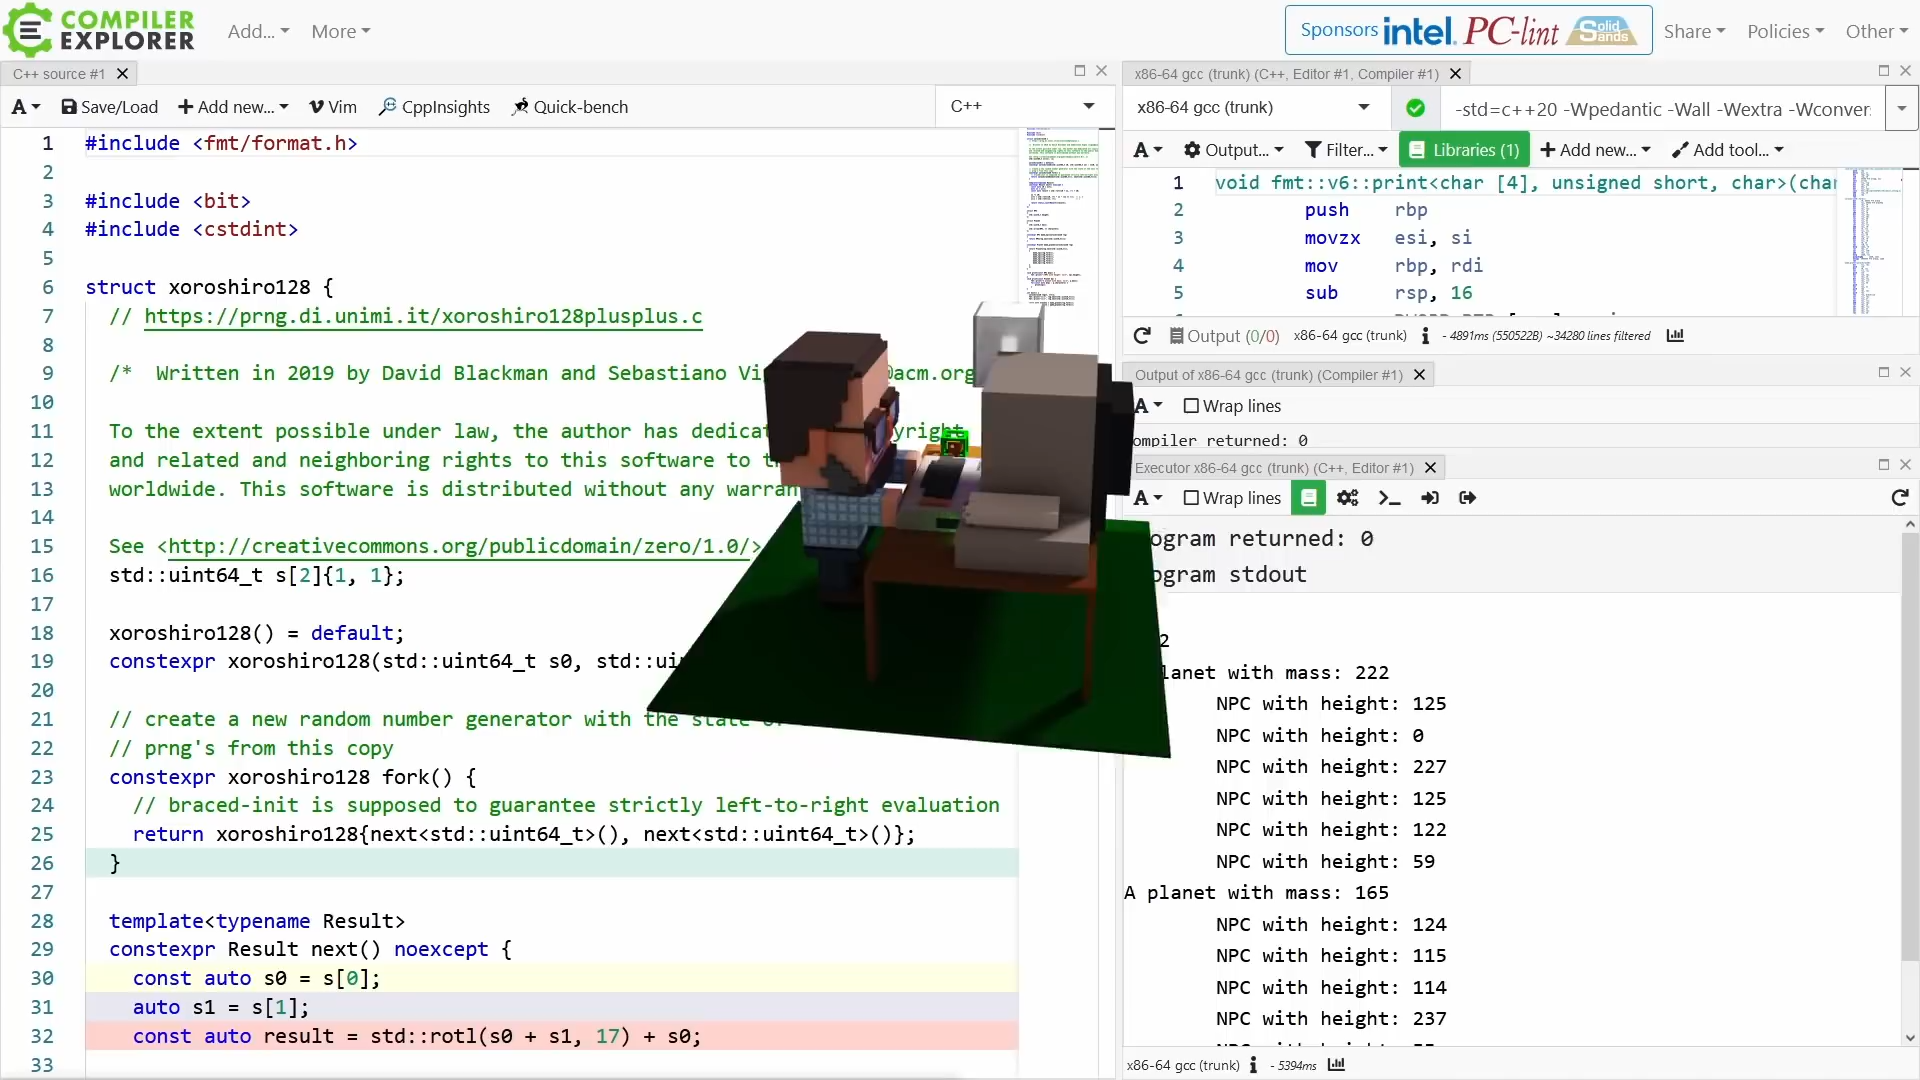 COMPILER EXPLORER
Add... More
Sponsors intel. PC-lint Solid Sands Share Policies Other
C++ source #1
A Save/Load Add new... Vim CppInsights Quick-bench C++
1 #include <fmt/format.h>
2
3 #include <bit>
4 #include <cstdint>
5
6 struct xoroshiro128 {
7 // https://prng.di.unimi.it/xoroshiro128plusplus.c
8
9 /* Written in 2019 by David Blackman and Sebastiano @acm.org
10
11 To the extent possible under law, the author has
12 and related and neighboring rights to this software to
13 worldwide. This software is distributed without any
14
15 See <http://creativecommons.org/publicdomain/zero/1.0/>
16 std::uint64_t s[2]{1, 1};
17
18 xoroshiro128() = default;
19 constexpr xoroshiro128(std::uint64_t s0,
20
21 // create a new random number generator with the state
22 // prng's from this copy
23 constexpr xoroshiro128 fork() {
24 // braced-init is supposed to guarantee strictly left-to-right evaluation
25 return xoroshiro128{next<std::uint64_t>(), next<std::uint64_t>()};
26 }
27
28 template<typename Result>
29 constexpr Result next() noexcept {
30 const auto s0 = s[0];
31 auto s1 = s[1];
32 const auto result = std::rotl(s0 + s1, 17) + s0;
33
x86-64 gcc (trunk) (C++, Editor #1, Compiler #1)
x86-64 gcc (trunk) -std=c++20 -Wpedantic -Wall -Wextra -Wconver
A Output... Filter... Libraries (1) Add new... Add tool...
1 void fmt::v6::print<char [4], unsigned short, char>(char
2 push rbp
3 movzx esi, si
4 mov rbp, rdi
5 sub rsp, 16
Output (0/0) x86-64 gcc (trunk) i - 4891ms (550522B) ~34280 lines filtered
Output of x86-64 gcc (trunk) (Compiler #1)
A Wrap lines
ompiler returned: 0
Executor x86-64 gcc (trunk) (C++, Editor #1)
A Wrap lines
ogram returned: 0
ogram stdout
2
lanet with mass: 222
NPC with height: 125
NPC with height: 0
NPC with height: 227
NPC with height: 125
NPC with height: 122
NPC with height: 59
A planet with mass: 165
NPC with height: 124
NPC with height: 115
NPC with height: 114
NPC with height: 237
x86-64 gcc (trunk) i - 5394ms